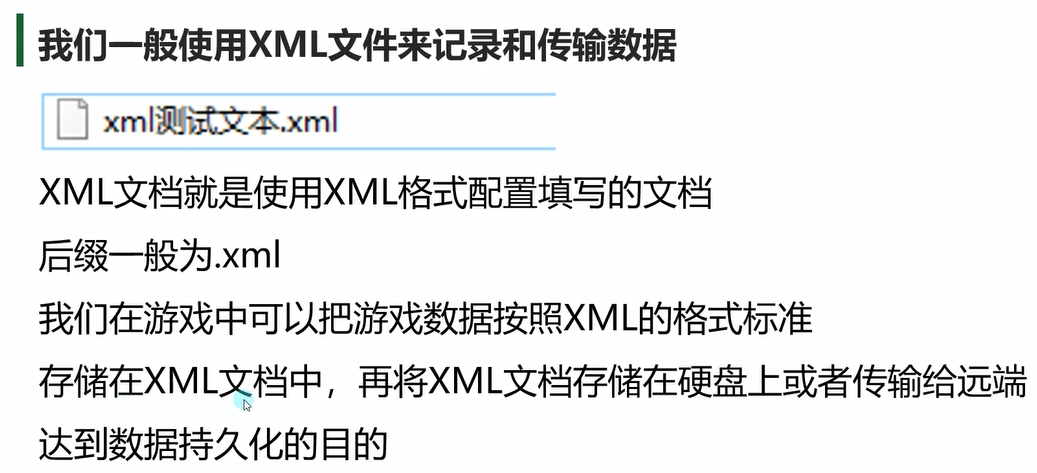 我们一般使用XML文件来记录和传输数据
xml测试文本.xml
XML文档就是使用XML格式配置填写的文档
后缀一般为.xml
我们在游戏中可以把游戏数据按照XML的格式标准
存储在XML文档中，再将XML文档存储在硬盘上或者传输给远端
达到数据持久化的目的